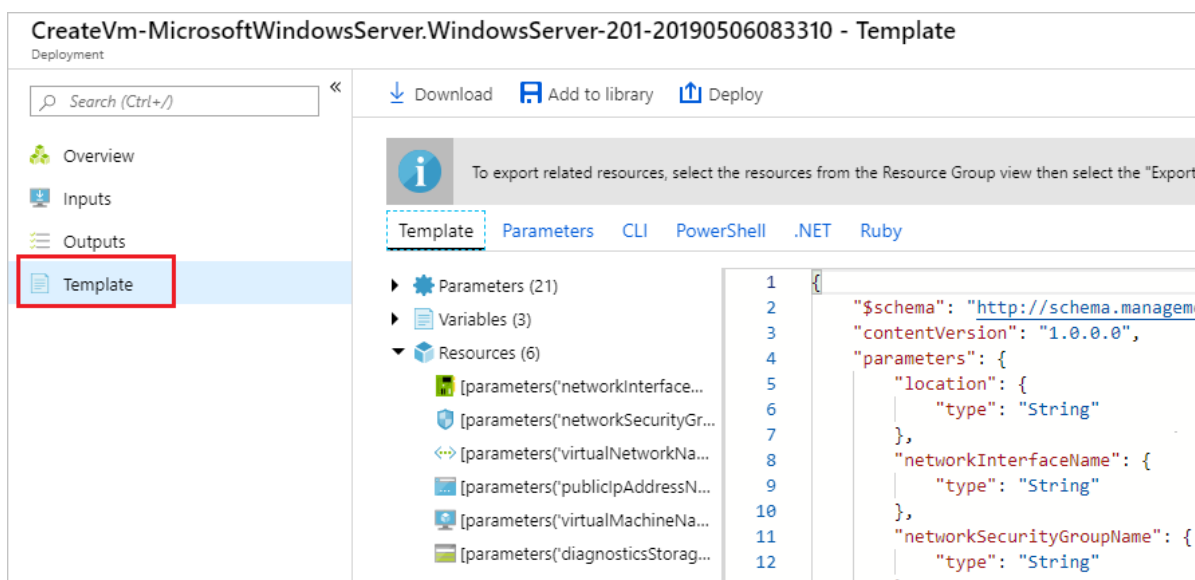 CreateVm-MicrosoftWindowsServer.WindowsServer-201-20190506083310 - Template
Deployment
Search (Ctrl+/)
«
Overview
Inputs
Outputs
Template
Download Add to library Deploy
i
To export related resources, select the resources from the Resource Group view then select the "Export
Template Parameters CLI PowerShell .NET Ruby
Parameters (21)
Variables (3)
Resources (6)
[parameters('networkInterface...
[parameters('networkSecurityGr...
[parameters('virtualNetworkNa...
[parameters('publicIpAddressN...
[parameters('virtualMachineNa...
[parameters('diagnosticsStorag...
1 {
2 "$schema": "http://schema.managem
3 "contentVersion": "1.0.0.0",
4 "parameters": {
5 "location": {
6 "type": "String"
7 },
8 "networkInterfaceName": {
9 "type": "String"
10 },
11 "networkSecurityGroupName": {
12 "type": "String"